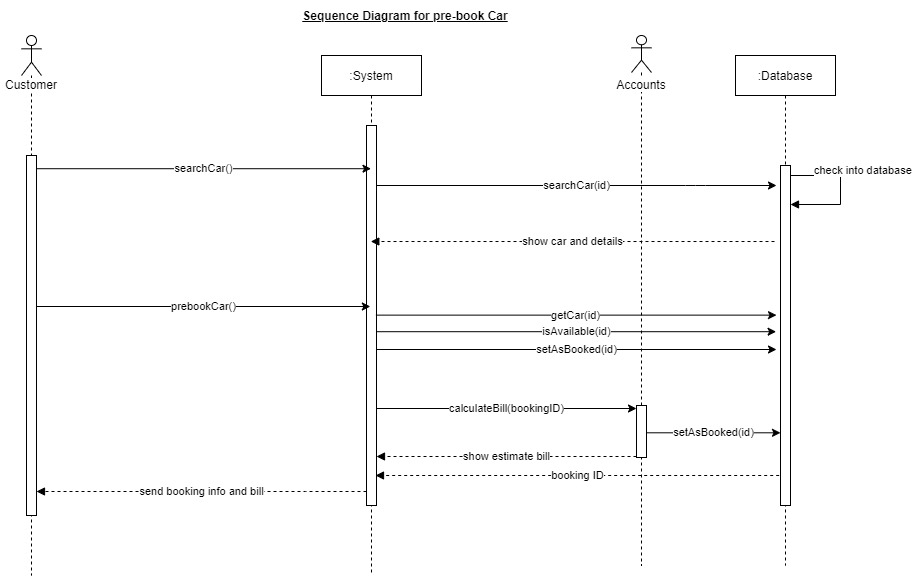 Sequence Diagram for pre-book Car
Customer
:System
Accounts
:Database
searchCar()
check into database
searchCar(id)
show car and details
prebookCar()
getCar(id)
isAvailable(id)
setAsBooked(id)
calculateBill(bookingID)
setAsBooked(id)
show estimate bill
booking ID
send booking info and bill